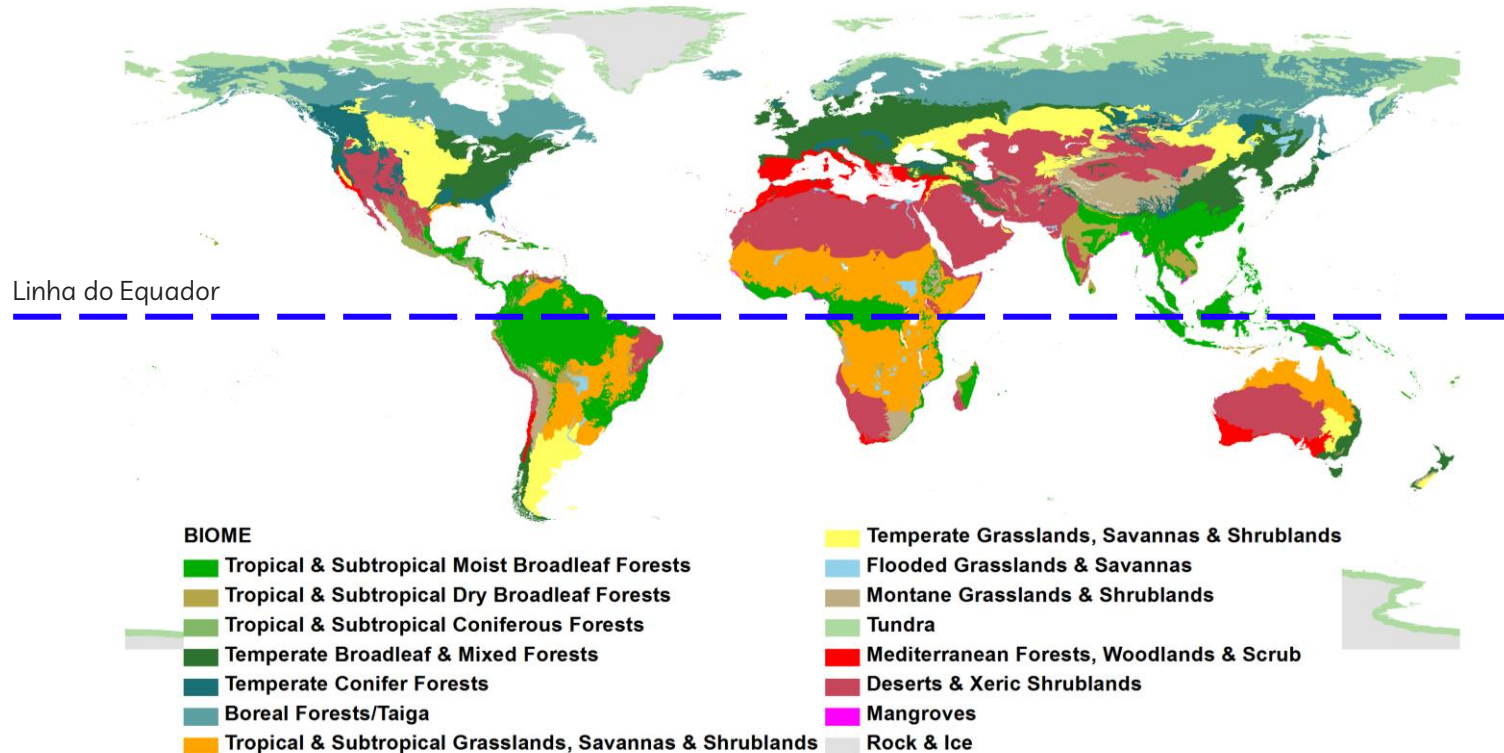 Linha do Equador
BIOME
Tropical & Subtropical Moist Broadleaf Forests
Tropical & Subtropical Dry Broadleaf Forests
Tropical & Subtropical Coniferous Forests
Temperate Broadleaf & Mixed Forests
Temperate Conifer Forests
Boreal Forests/Taiga
Tropical & Subtropical Grasslands, Savannas & Shrublands
Temperate Grasslands, Savannas & Shrublands
Flooded Grasslands & Savannas
Montane Grasslands & Shrublands
Tundra
Mediterranean Forests, Woodlands & Scrub
Deserts & Xeric Shrublands
Mangroves
Rock & Ice